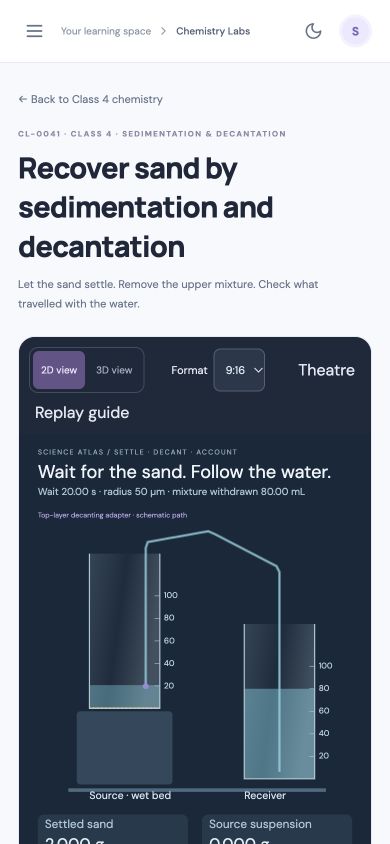 Your learning space > Chemistry Labs
S
← Back to Class 4 chemistry
CL-0041 · CLASS 4 · SEDIMENTATION & DECANTATION
Recover sand by
sedimentation and
decantation
Let the sand settle. Remove the upper mixture. Check what
travelled with the water.
2D view
3D view
Format
9:16
Theatre
Replay guide
SCIENCE ATLAS / SETTLE · DECANT · ACCOUNT
Wait for the sand. Follow the water.
Wait 20.00 s · radius 50 µm · mixture withdrawn 80.00 mL
Top-layer decanting adapter · schematic path
100
80
60
40
20
100
80
60
40
20
Source · wet bed
Receiver
Settled sand
Source suspension
2.000 g
0.000 g